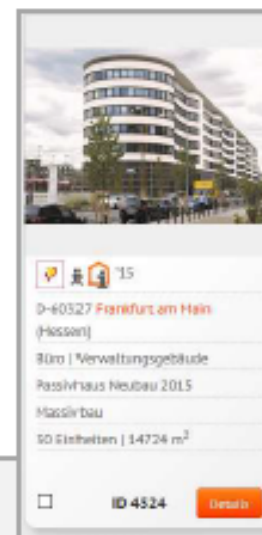 '15
D-60327 Frankfurt am Main
(Hessen)
Büro | Verwaltungsgebäude
Passivhaus Neubau 2015
Massivbau
50 Einheiten | 14724 m²
ID 4524
Details